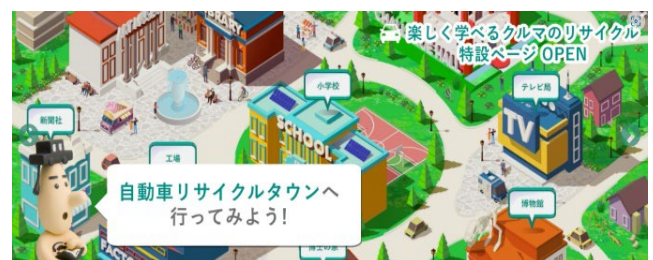 楽しく学べるクルマのリサイクル
特設ページ OPEN
LIBRARY
小学校
テレビ局
新聞社
工場
SCHOOL
TV
博物館
自動車リサイクルタウンへ
行ってみよう!